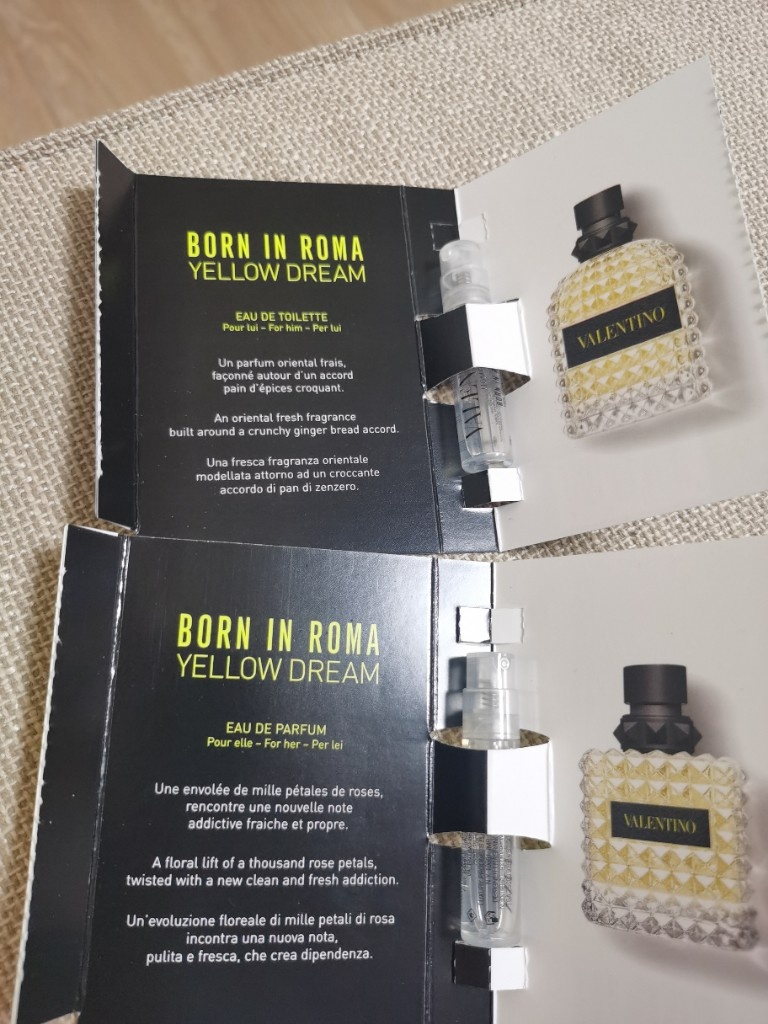 BORN IN ROMA
YELLOW DREAM
EAU DE TOILETTE
Pour lui – For him – Per lui
Un parfum oriental frais,
façonné autour d'un accord
pain d'épices croquant.
An oriental fresh fragrance
built around a crunchy ginger bread accord.
Una fresca fragranza orientale
modellata attorno ad un croccante
accordo di pan di zenzero.
VALENTINO
BORN IN ROMA
YELLOW DREAM
EAU DE PARFUM
Pour elle – For her – Per lei
Une envolée de mille pétales de roses,
rencontre une nouvelle note
addictive fraiche et propre.
A floral lift of a thousand rose petals,
twisted with a new clean and fresh addiction.
Un'evoluzione floreale di mille petali di rosa
incontra una nuova nota,
pulita e fresca, che crea dipendenza.
VALENTINO